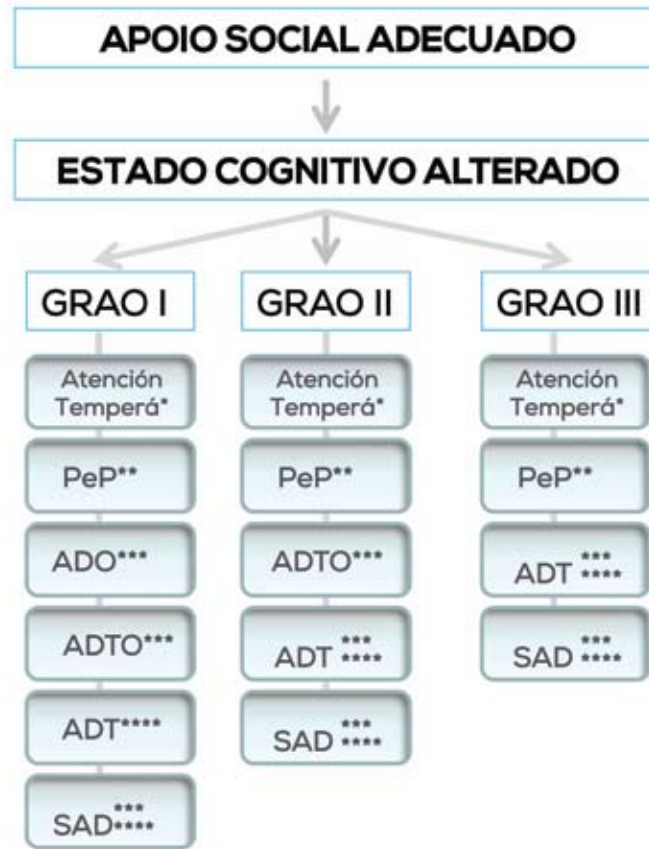 APOIO SOCIAL ADECUADO
ESTADO COGNITIVO ALTERADO
GRAO I
Atención
Temperá*
PeP**
ADO***
ADTO***
ADT****
SAD***
****
GRAO II
Atención
Temperá*
PeP**
ADTO***
ADT ***
****
SAD ***
****
GRAO III
Atención
Temperá*
PeP**
ADT ***
****
SAD ***
****